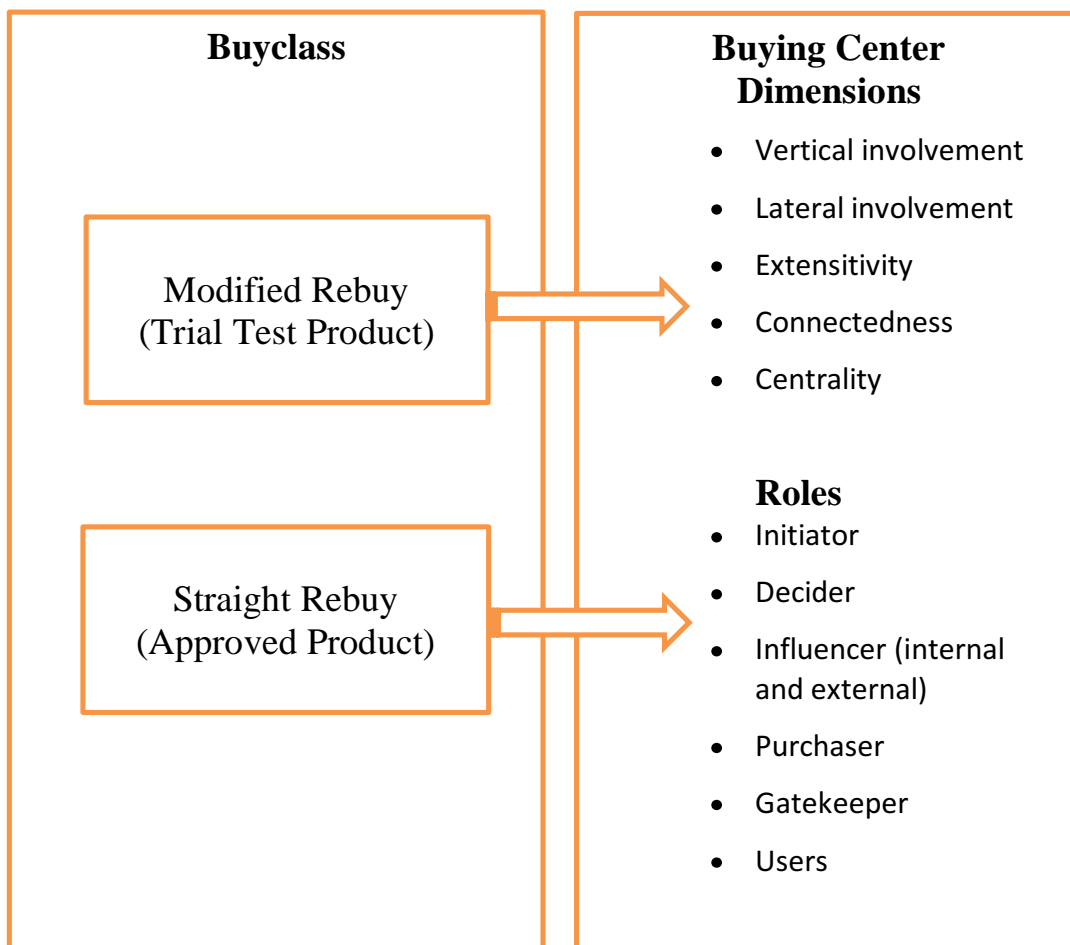 Buyclass
Modified Rebuy
(Trial Test Product)
Straight Rebuy
(Approved Product)
Buying Center
Dimensions
• Vertical involvement
• Lateral involvement
• Extensitivity
• Connectedness
• Centrality
Roles
• Initiator
• Decider
• Influencer (internal
and external)
• Purchaser
• Gatekeeper
• Users